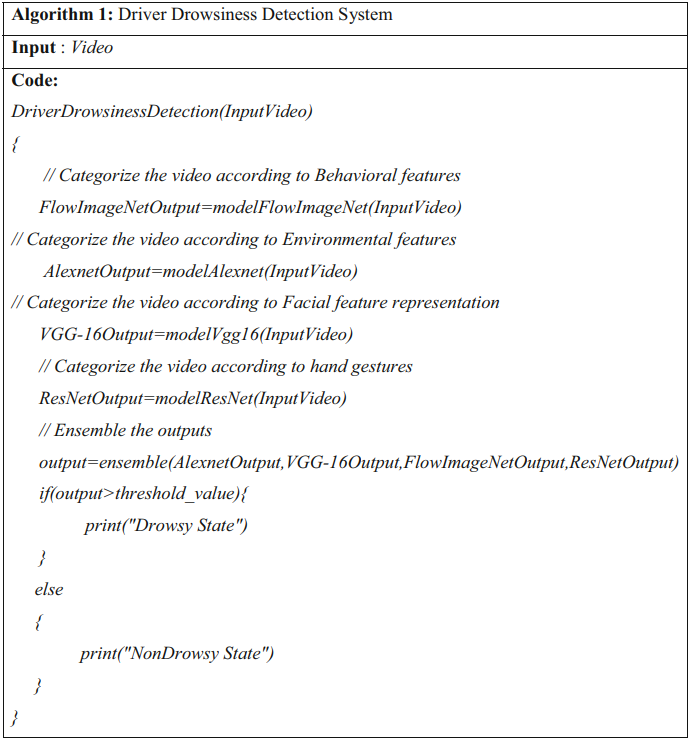 Algorithm 1: Driver Drowsiness Detection System
Input : Video
Code:
DriverDrowsinessDetection(InputVideo)
{
// Categorize the video according to Behavioral features
FlowImageNetOutput=modelFlowImageNet(InputVideo)
// Categorize the video according to Environmental features
AlexnetOutput=modelAlexnet(InputVideo)
// Categorize the video according to Facial feature representation
VGG-16Output=modelVgg16(InputVideo)
// Categorize the video according to hand gestures
ResNetOutput=modelResNet(InputVideo)
// Ensemble the outputs
output=ensemble(AlexnetOutput,VGG-16Output,FlowImageNetOutput,ResNetOutput)
if(output>threshold_value){
print("Drowsy State")
}
else
{
print("NonDrowsy State")
}
}